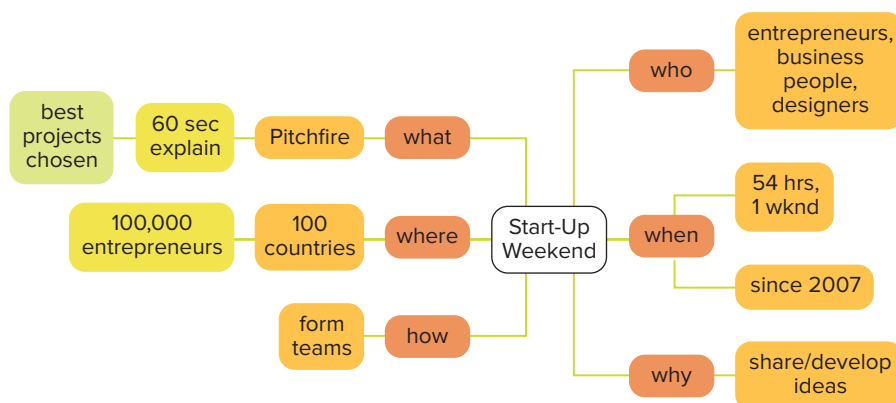 Start-Up
Weekend
who
entrepreneurs,
business
people,
designers
when
54 hrs,
1 wknd
since 2007
why
share/develop
ideas
what
Pitchfire
60 sec
explain
best
projects
chosen
where
100
countries
100,000
entrepreneurs
how
form
teams